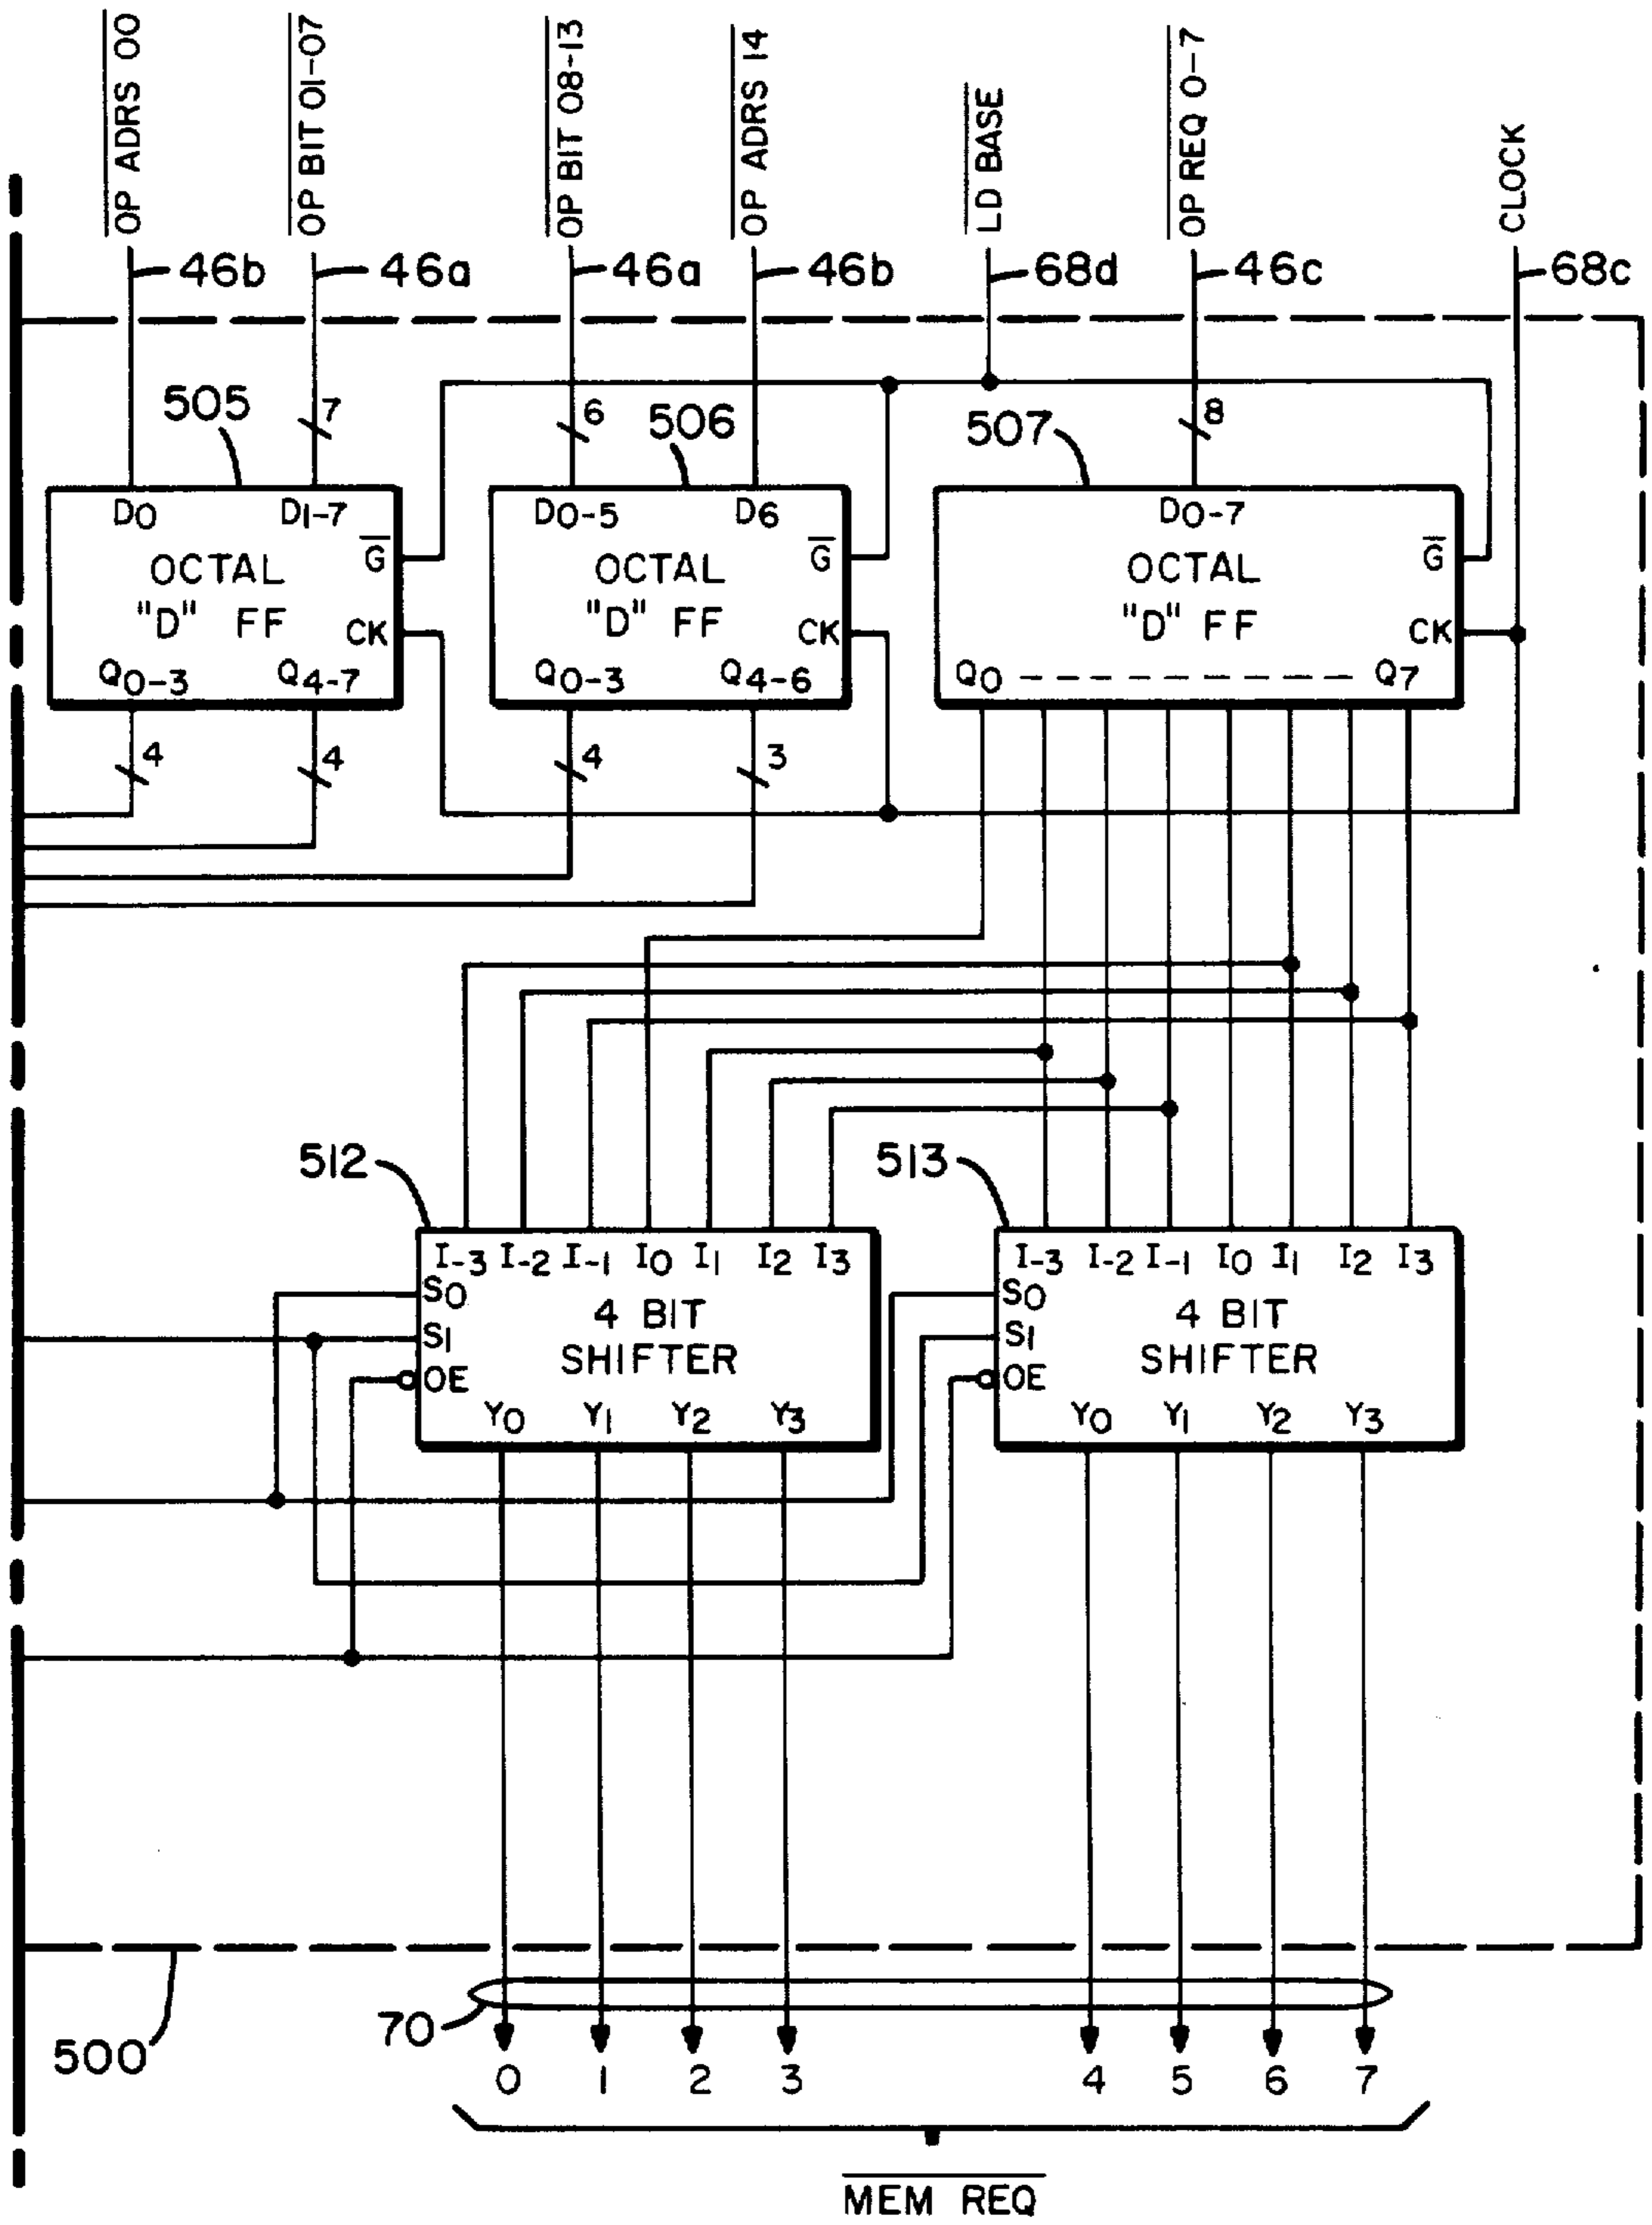 OP ADRS 00
OP BIT 01-07
OP BIT 08-13
OP ADRS 14
LD BASE
OP REQ 0-7
CLOCK
46b
46a
46a
46b
68d
46c
68c
505
7
6
506
507
8
D0 D1-7
G
OCTAL
"D" FF
CK
Q0-3 Q4-7
D0-5 D6
G
OCTAL
"D" FF
CK
Q0-3 Q4-6
D0-7
G
OCTAL
"D" FF
CK
Q0 - - - - - - - - - Q7
4
4
4
3
512
513
I-3 I-2 I-1 I0 I1 I2 I3
S0
4 BIT
S1
SHIFTER
OE
Y0 Y1 Y2 Y3
I-3 I-2 I-1 I0 I1 I2 I3
S0
4 BIT
S1
SHIFTER
OE
Y0 Y1 Y2 Y3
500
70
0 1 2 3 4 5 6 7
MEM REQ